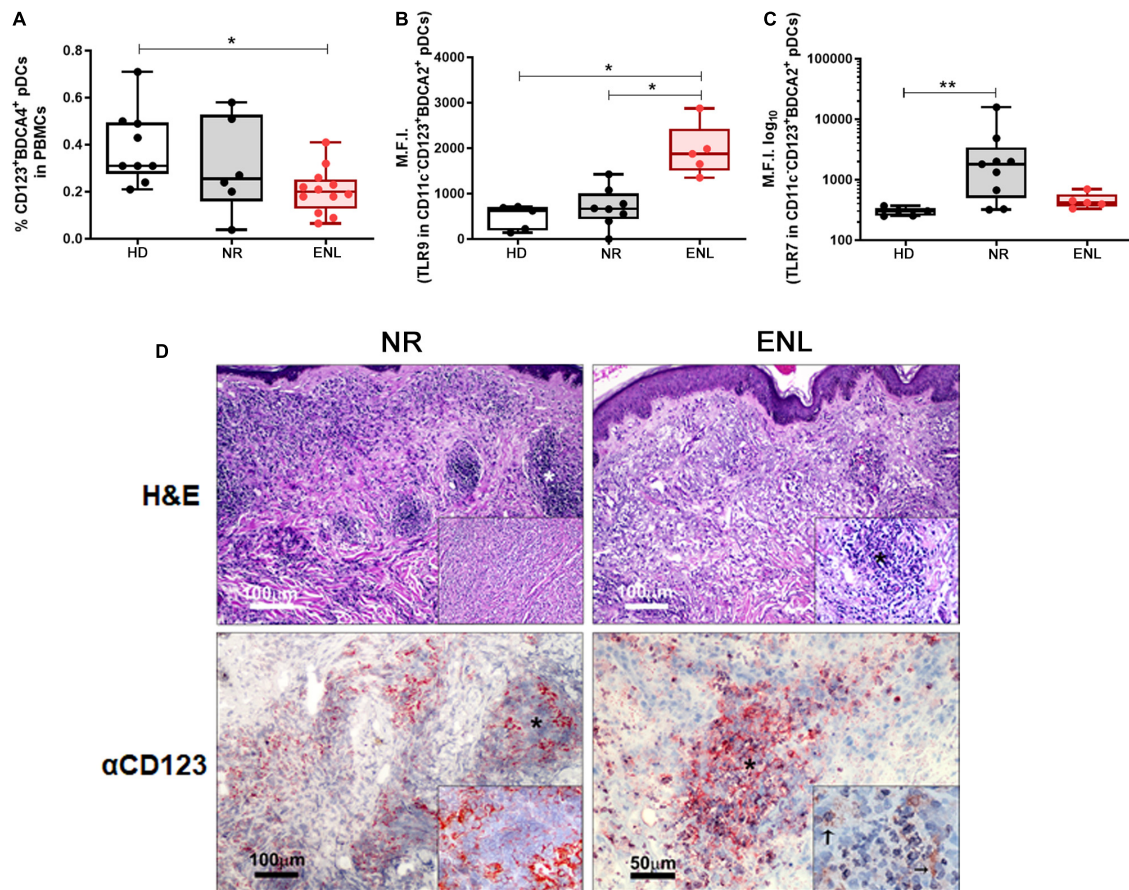 A
% CD123⁺BDCA4⁺ pDCs
in PBMCs
0.8
0.6
0.4
0.2
0.0
*
HD
NR
ENL
B
M.F.I.
(TLR9 in CD11c⁻CD123⁺BDCA2⁺ pDCs)
4000
3000
2000
1000
0
*
*
HD
NR
ENL
C
M.F.I. log₁₀
(TLR7 in CD11c⁻CD123⁺BDCA2⁺ pDCs)
100000
10000
1000
100
**
HD
NR
ENL
D
NR
ENL
H&E
*
100µm
*
100µm
αCD123
*
100µm
*
50µm